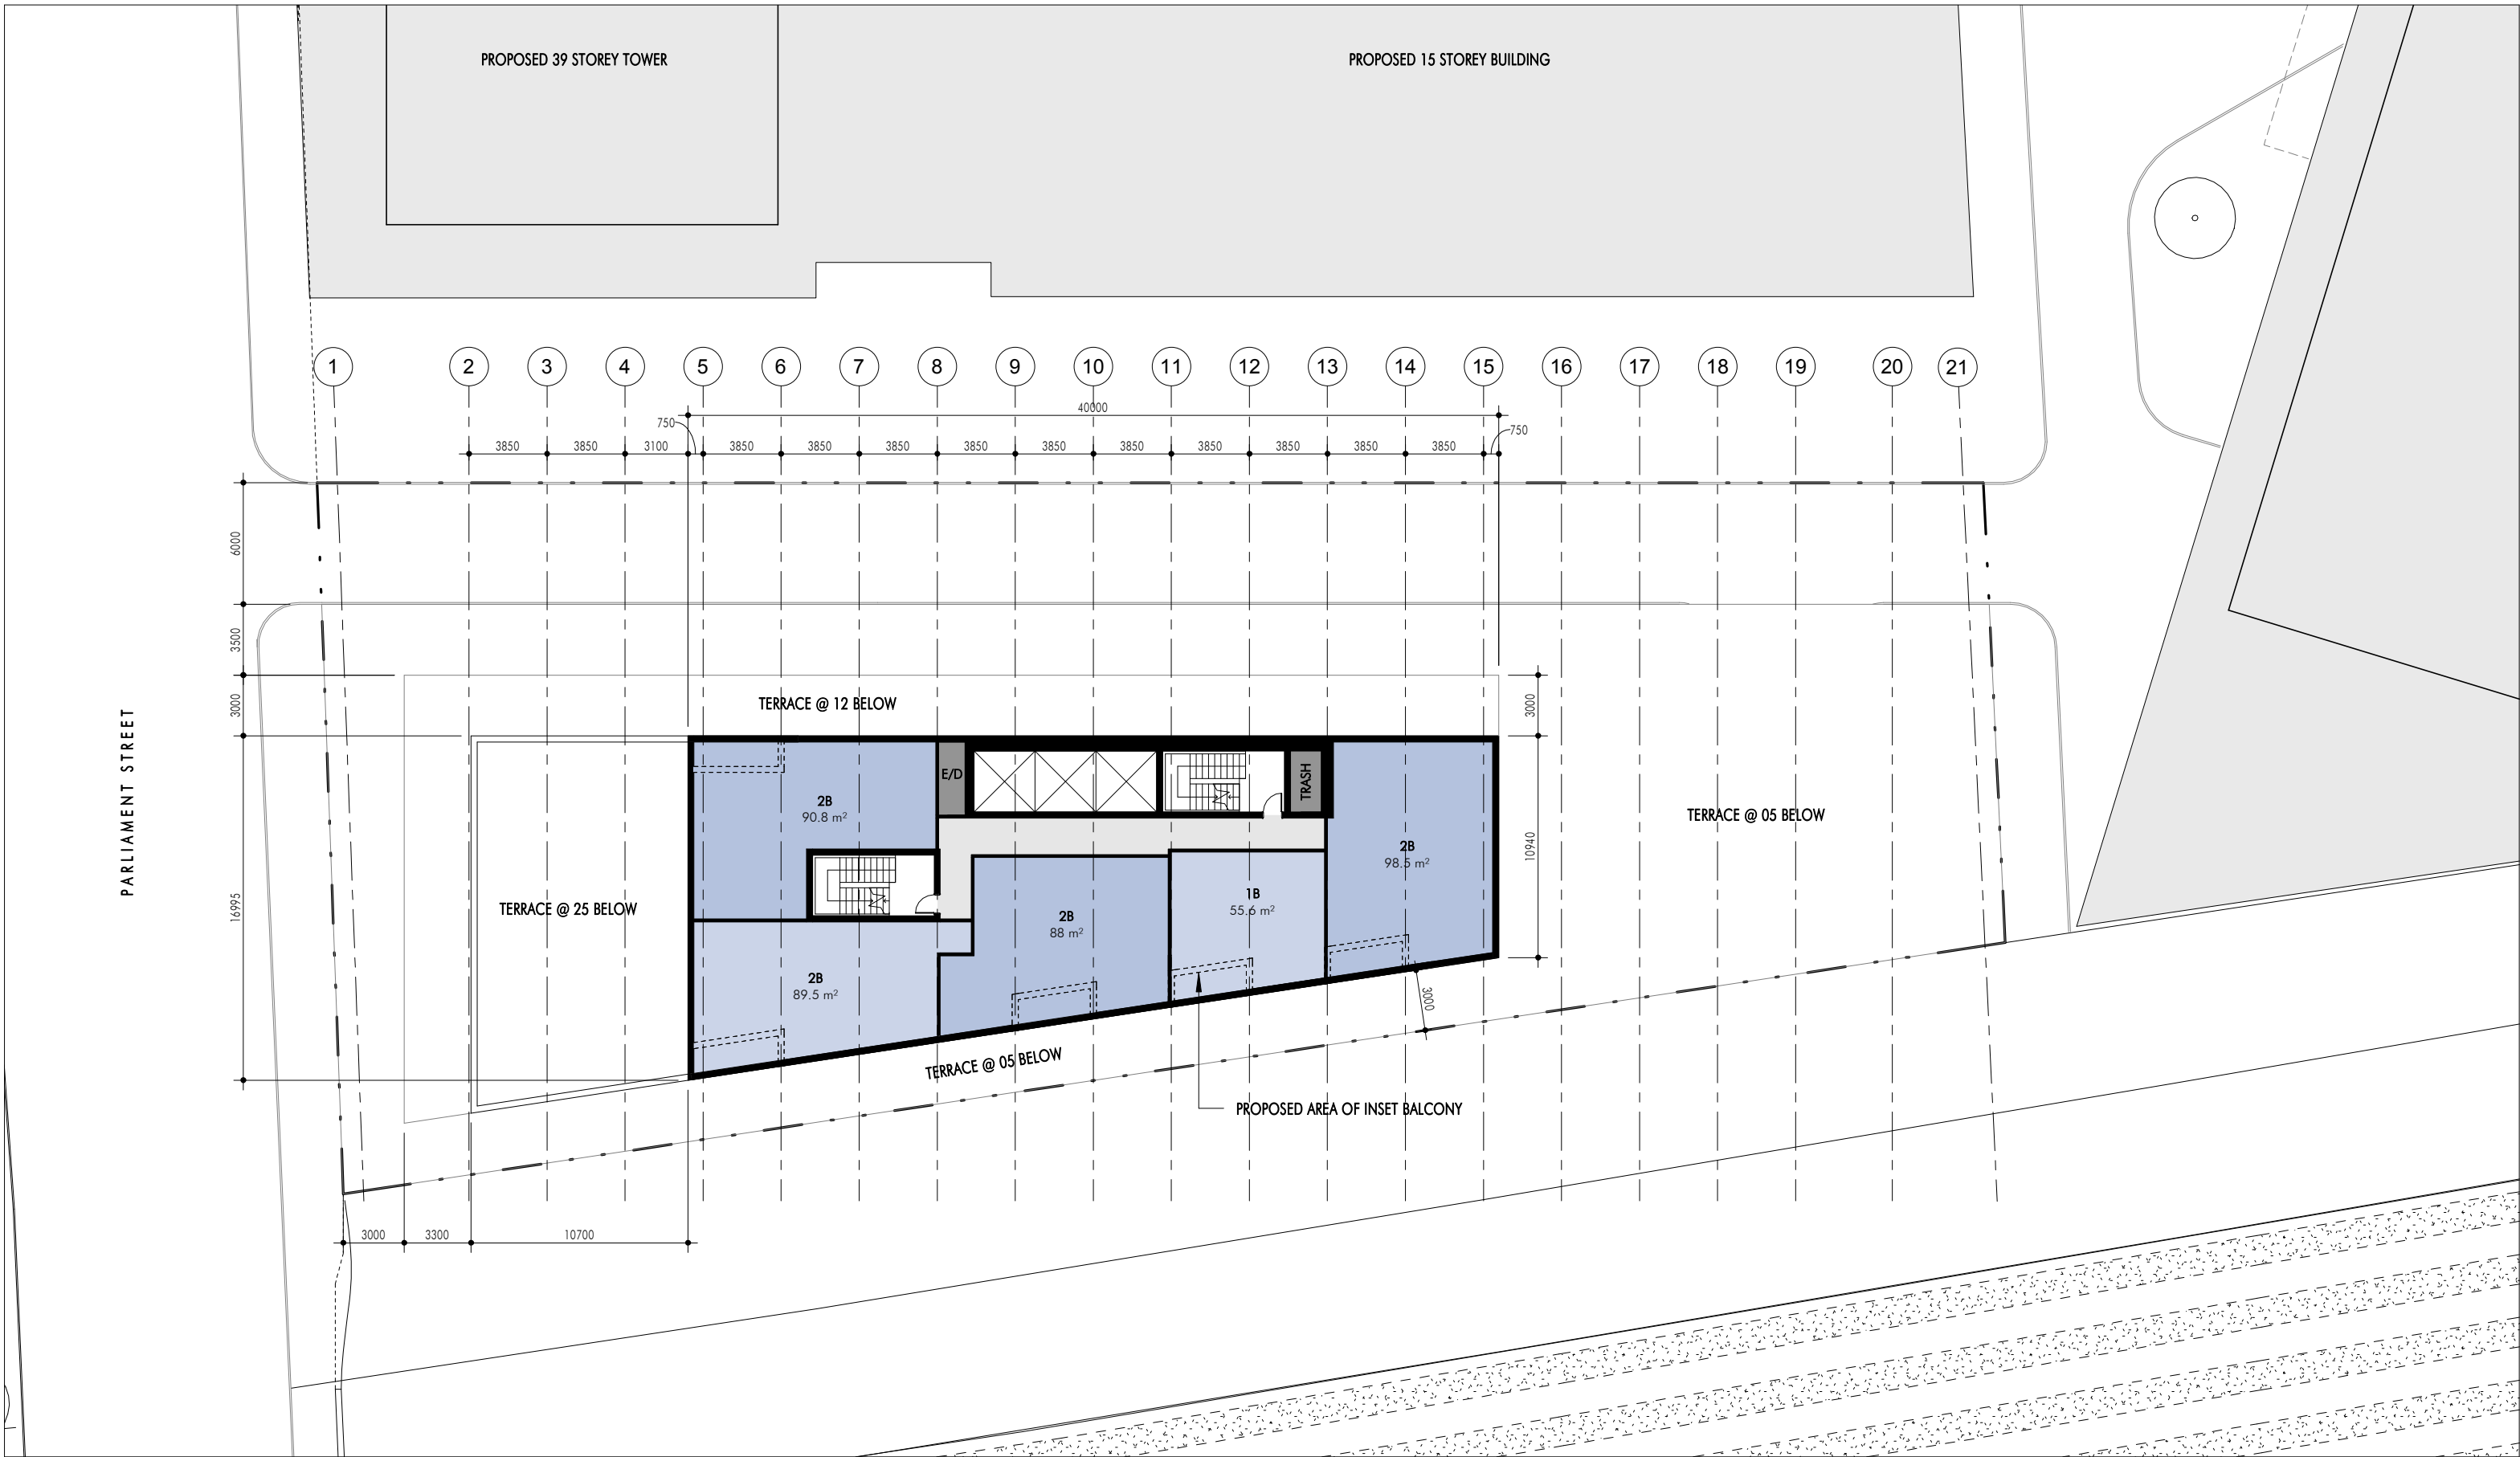 PROPOSED 39 STOREY TOWER
PROPOSED 15 STOREY BUILDING
1 2 3 4 5 6 7 8 9 10 11 12 13 14 15 16 17 18 19 20 21
40000
750
750
3850 3850 3100 3850 3850 3850 3850 3850 3850 3850 3850 3850 3850
6000
3500
3000
16995
3000
10940
PARLIAMENT STREET
TERRACE @ 12 BELOW
E/D
TRASH
2B
90.8 m²
TERRACE @ 05 BELOW
2B
98.5 m²
1B
55.6 m²
TERRACE @ 25 BELOW
2B
88 m²
2B
89.5 m²
3000
TERRACE @ 05 BELOW
PROPOSED AREA OF INSET BALCONY
3000 3300 10700